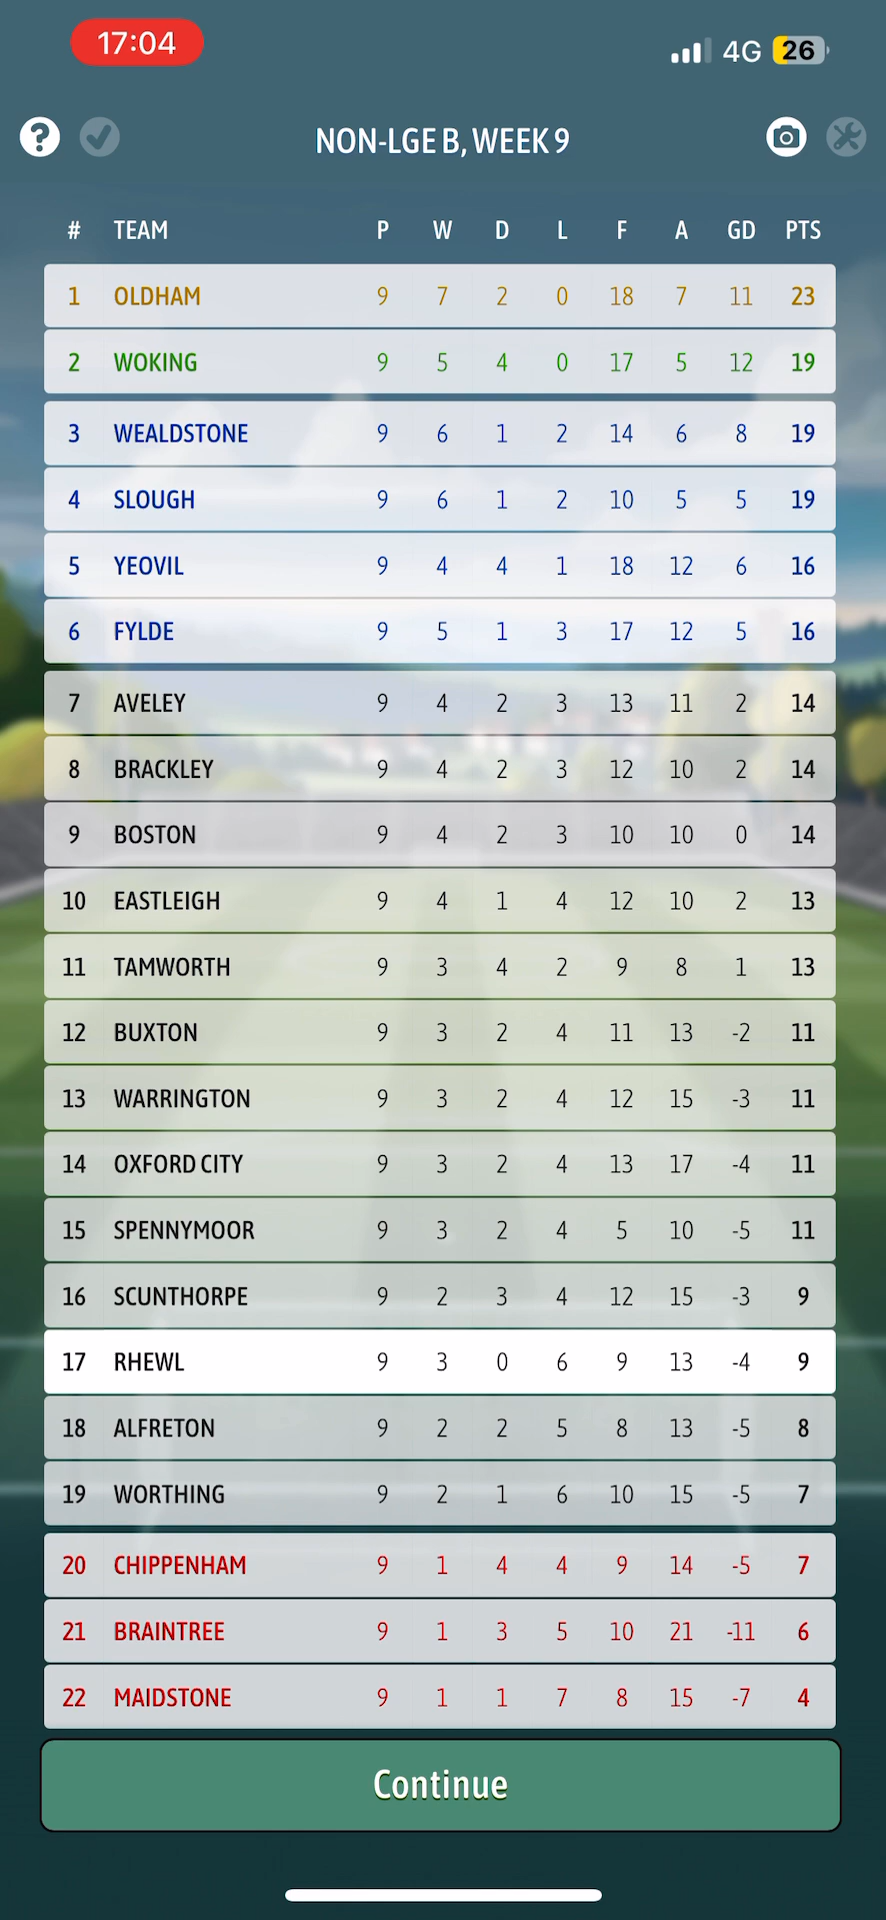 17:04 4G 26
? NON-LGE B, WEEK 9
# TEAM P W D L F A GD PTS
1 OLDHAM 9 7 2 0 18 7 11 23
2 WOKING 9 5 4 0 17 5 12 19
3 WEALDSTONE 9 6 1 2 14 6 8 19
4 SLOUGH 9 6 1 2 10 5 5 19
5 YEOVIL 9 4 4 1 18 12 6 16
6 FYLDE 9 5 1 3 17 12 5 16
7 AVELEY 9 4 2 3 13 11 2 14
8 BRACKLEY 9 4 2 3 12 10 2 14
9 BOSTON 9 4 2 3 10 10 0 14
10 EASTLEIGH 9 4 1 4 12 10 2 13
11 TAMWORTH 9 3 4 2 9 8 1 13
12 BUXTON 9 3 2 4 11 13 -2 11
13 WARRINGTON 9 3 2 4 12 15 -3 11
14 OXFORD CITY 9 3 2 4 13 17 -4 11
15 SPENNYMOOR 9 3 2 4 5 10 -5 11
16 SCUNTHORPE 9 2 3 4 12 15 -3 9
17 RHEWL 9 3 0 6 9 13 -4 9
18 ALFRETON 9 2 2 5 8 13 -5 8
19 WORTHING 9 2 1 6 10 15 -5 7
20 CHIPPENHAM 9 1 4 4 9 14 -5 7
21 BRAINTREE 9 1 3 5 10 21 -11 6
22 MAIDSTONE 9 1 1 7 8 15 -7 4
Continue